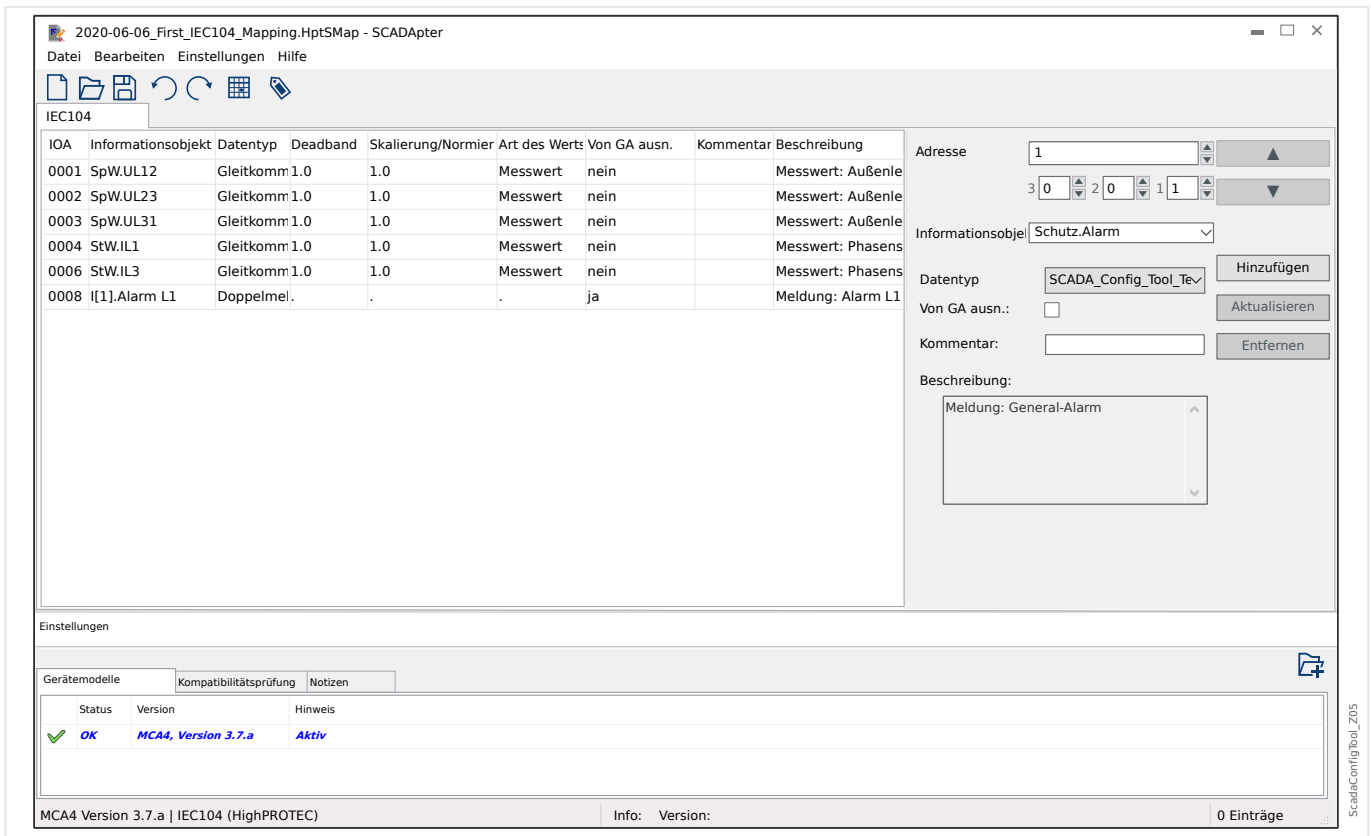 2020-06-06_First_IEC104_Mapping.HptSMap - SCADApter
Datei Bearbeiten Einstellungen Hilfe
IEC104
IOA Informationsobjekt Datentyp Deadband Skalierung/Normier Art des Werts Von GA ausn. Kommentar Beschreibung
0001 SpW.UL12 Gleitkomm 1.0 1.0 Messwert nein Messwert: Außenle
0002 SpW.UL23 Gleitkomm 1.0 1.0 Messwert nein Messwert: Außenle
0003 SpW.UL31 Gleitkomm 1.0 1.0 Messwert nein Messwert: Außenle
0004 StW.IL1 Gleitkomm 1.0 1.0 Messwert nein Messwert: Phasens
0006 StW.IL3 Gleitkomm 1.0 1.0 Messwert nein Messwert: Phasens
0008 I[1].Alarm L1 Doppelmel . . . ja Meldung: Alarm L1
Adresse 1
3 0 2 0 1 1
Informationsobjel Schutz.Alarm
Hinzufügen
Datentyp SCADA_Config_Tool_Te
Von GA ausn.: Aktualisieren
Kommentar: Entfernen
Beschreibung:
Meldung: General-Alarm
Einstellungen
Gerätemodelle Kompatibilitätsprüfung Notizen
Status Version Hinweis
OK MCA4, Version 3.7.a Aktiv
MCA4 Version 3.7.a | IEC104 (HighPROTEC) Info: Version: 0 Einträge
ScadaConfigTool_Z05